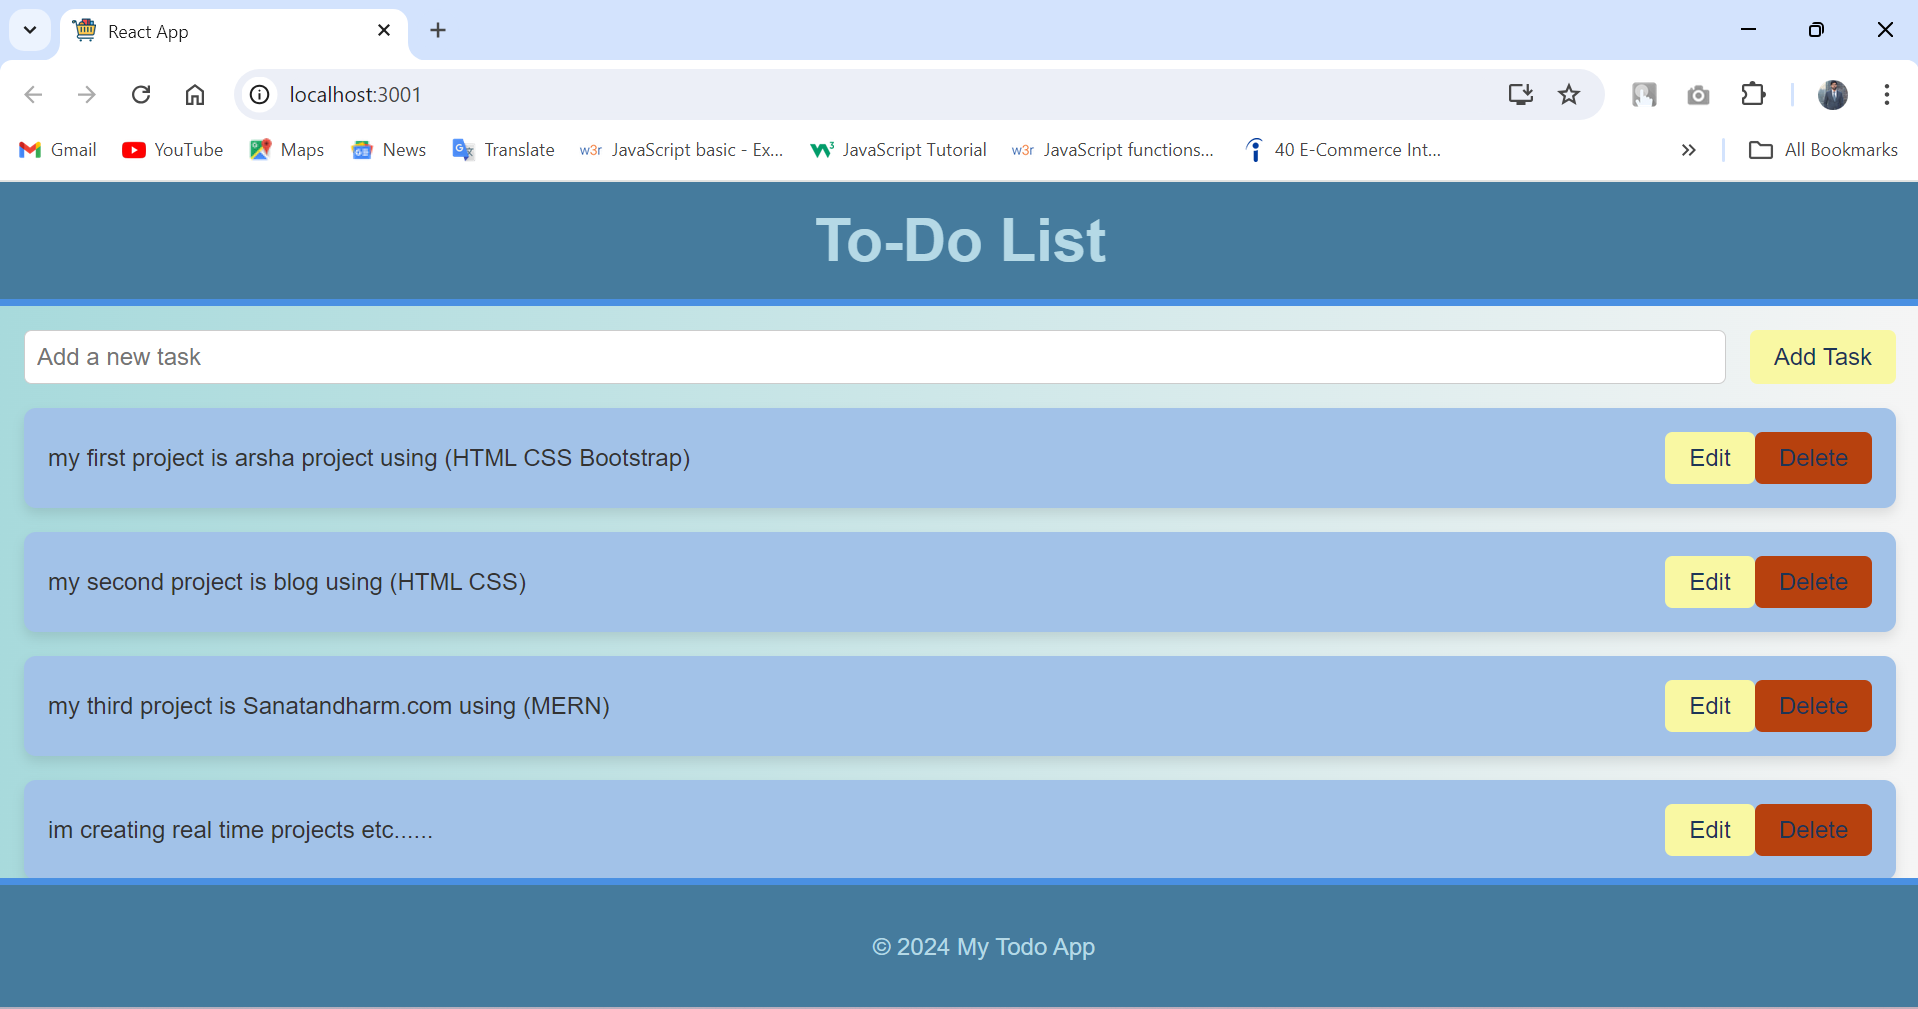 React App
localhost:3001
Gmail YouTube Maps News Translate w3r JavaScript basic - Ex... W3 JavaScript Tutorial w3r JavaScript functions... 40 E-Commerce Int... All Bookmarks
To-Do List
Add a new task Add Task
my first project is arsha project using (HTML CSS Bootstrap) Edit Delete
my second project is blog using (HTML CSS) Edit Delete
my third project is Sanatandharm.com using (MERN) Edit Delete
im creating real time projects etc...... Edit Delete
© 2024 My Todo App